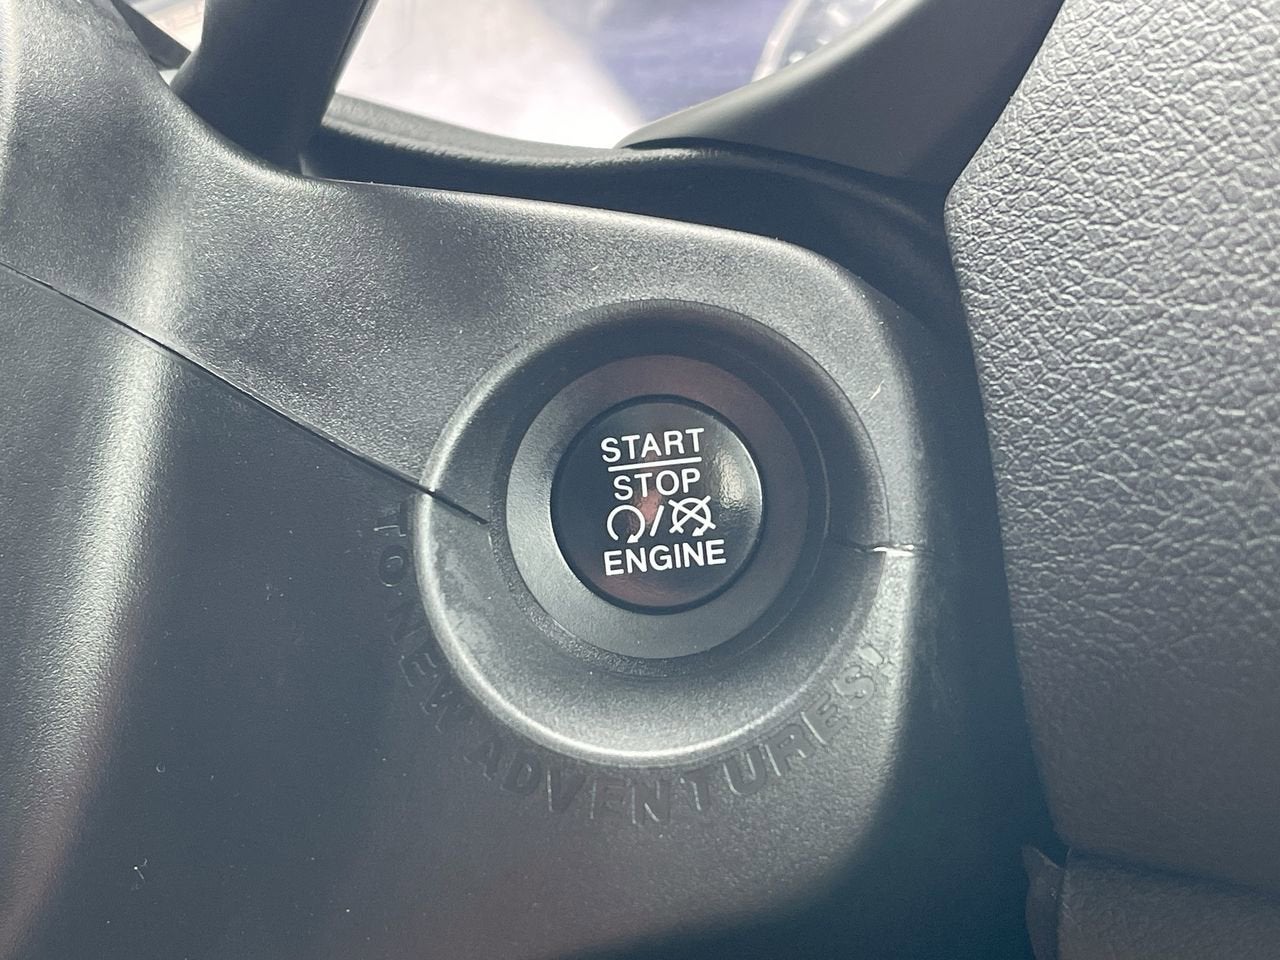 START
STOP
ENGINE
TO NEW ADVENTURES!